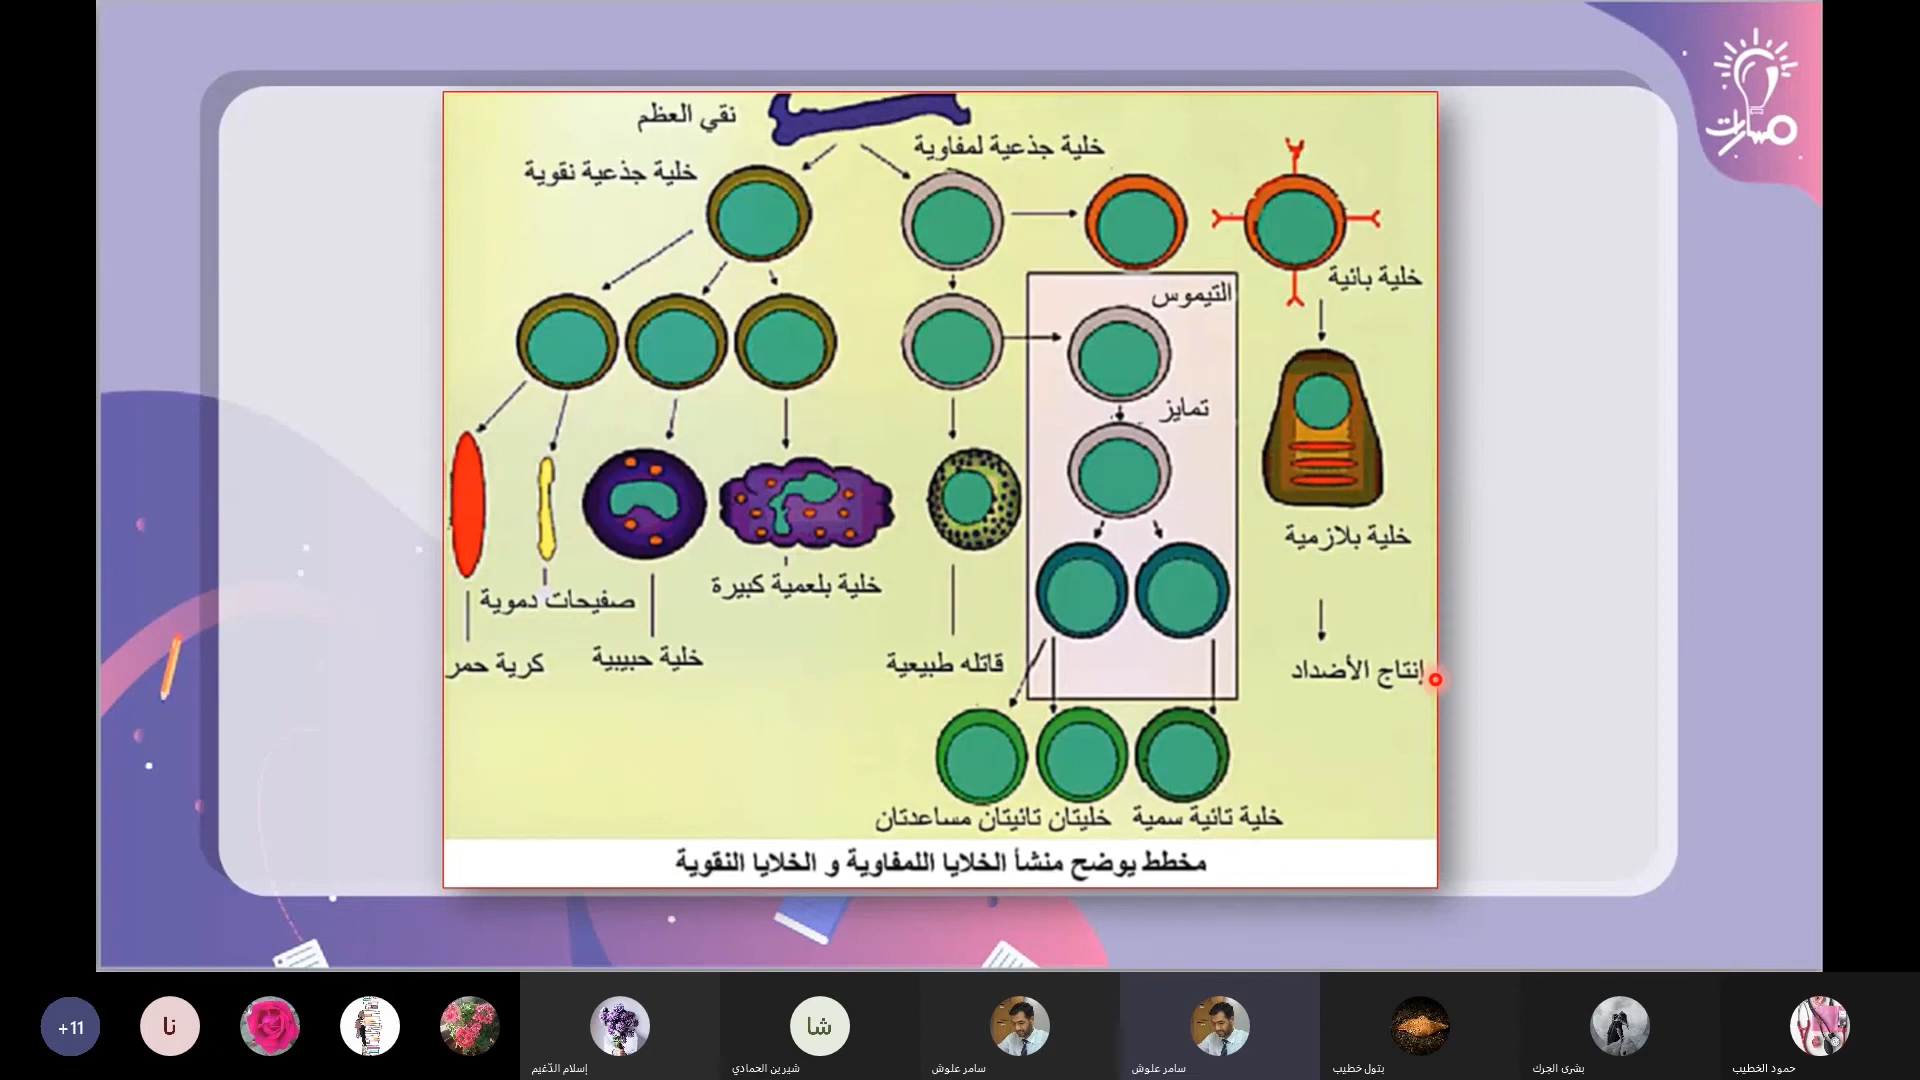 مسارات
نقي العظم
خلية جذعية لمفاوية
خلية جذعية نقوية
خلية بائية
التيموس
تمايز
خلية بلازمية
خلية بلعمية كبيرة
صفيحات دموية
كرية حمر
خلية حبيبية
قاتله طبيعية
إنتاج الأضداد
خلية تائية سمية
خليتان تائيتان مساعدتان
مخطط يوضح منشأ الخلايا اللمفاوية و الخلايا النقوية
+11
نا
شا
إسلام الدّغيم
شيرين الحمادي
سامر علوش
سامر علوش
بتول خطيب
بشرى الجرك
حمود الخطيب